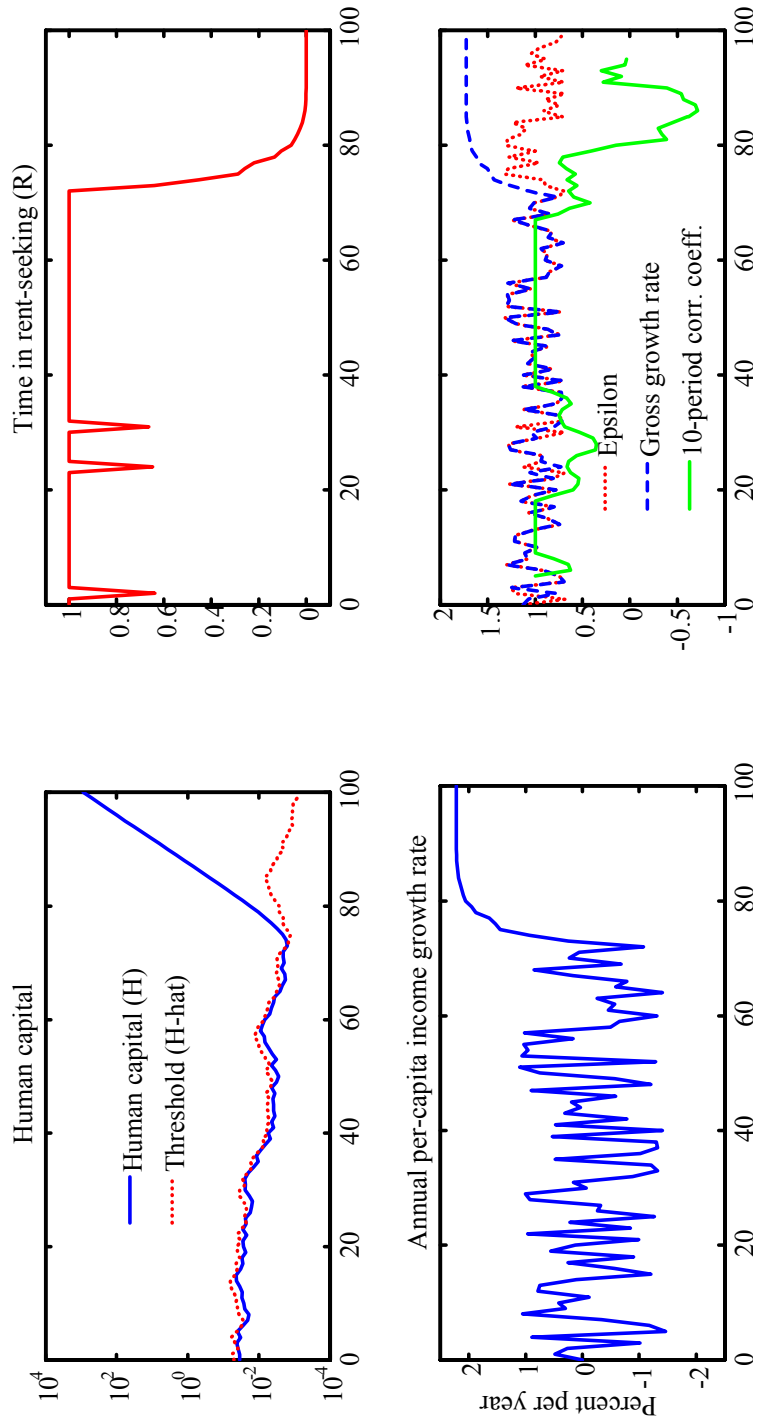 Human capital
10^4
10^2
10^0
10^2
10^4
Human capital (H)
Threshold (H-hat)
0 20 40 60 80 100
Time in rent-seeking (R)
1
0.8
0.6
0.4
0.2
0
0 20 40 60 80 100
Annual per-capita income growth rate
Percent per year
2
1
0
-1
-2
0 20 40 60 80 100
2
1.5
1
0.5
0
-0.5
-1
Epsilon
Gross growth rate
10-period corr. coeff.
0 20 40 60 80 100